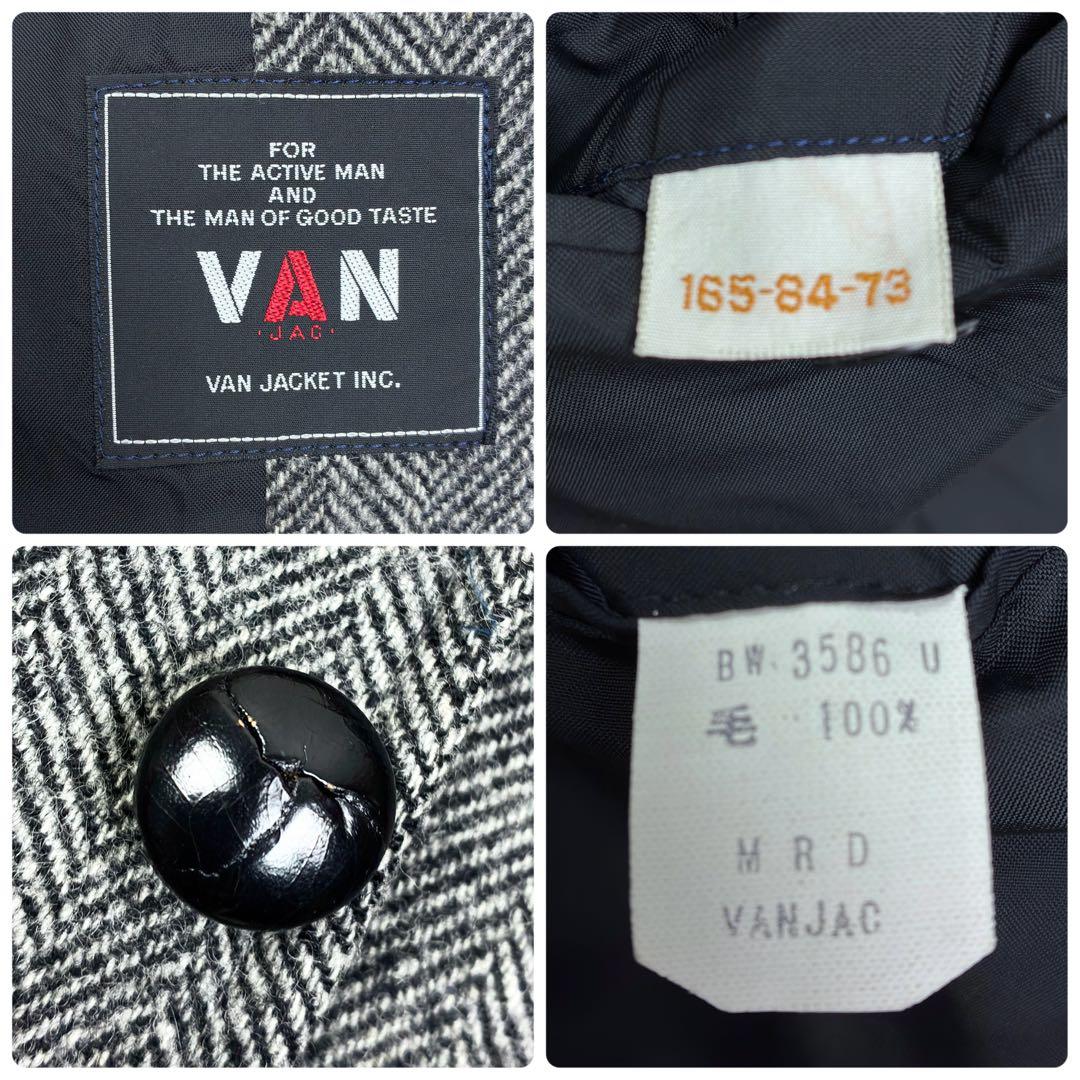 FOR
THE ACTIVE MAN
AND
THE MAN OF GOOD TASTE
VAN
·JAC·
VAN JACKET INC.
165-84-73
BW. 3586 U
毛 100%
M R D
VANJAC